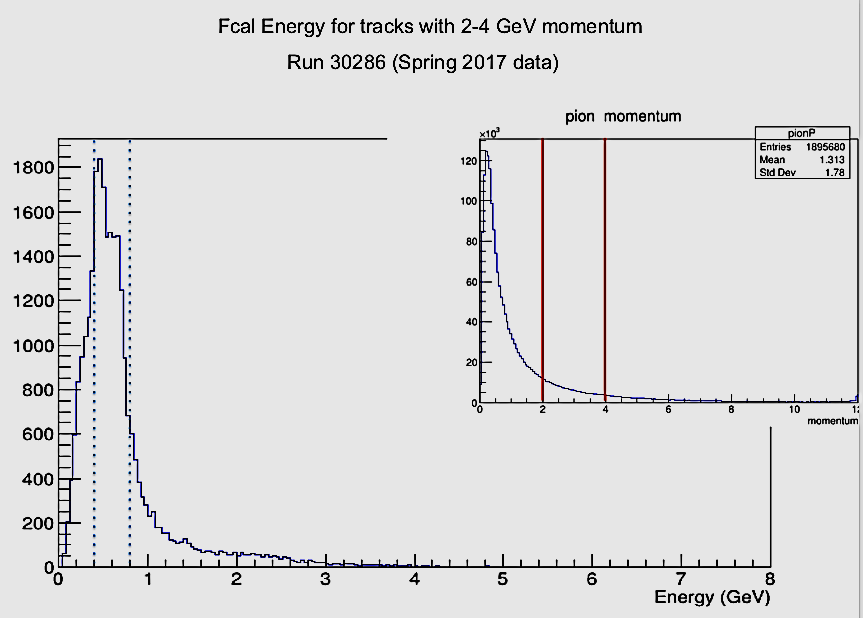 Fcal Energy for tracks with 2-4 GeV momentum
Run 30286 (Spring 2017 data)
pion momentum
×10³
pionP
Entries 1895680
Mean 1.313
Std Dev 1.78
120
100
80
60
40
20
0
0 2 4 6 8 10 12
momentum
1800
1600
1400
1200
1000
800
600
400
200
0
0 1 2 3 4 5 6 7 8
Energy (GeV)